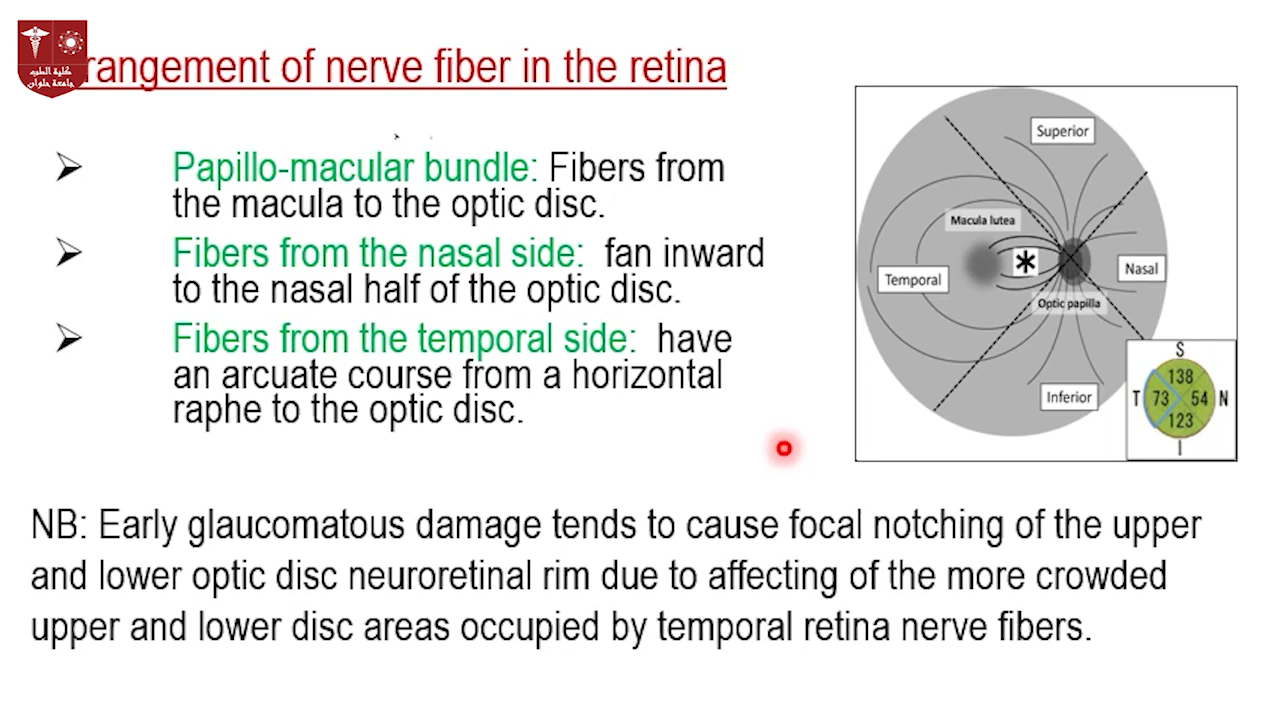 كلية الطب
جامعة حلوان
rangement of nerve fiber in the retina
Papillo-macular bundle: Fibers from
the macula to the optic disc.
Fibers from the nasal side: fan inward
to the nasal half of the optic disc.
Fibers from the temporal side: have
an arcuate course from a horizontal
raphe to the optic disc.
Superior
Macula lutea
*
Temporal
Nasal
Optic papilla
Inferior
S
138
T 73 54 N
123
I
NB: Early glaucomatous damage tends to cause focal notching of the upper
and lower optic disc neuroretinal rim due to affecting of the more crowded
upper and lower disc areas occupied by temporal retina nerve fibers.